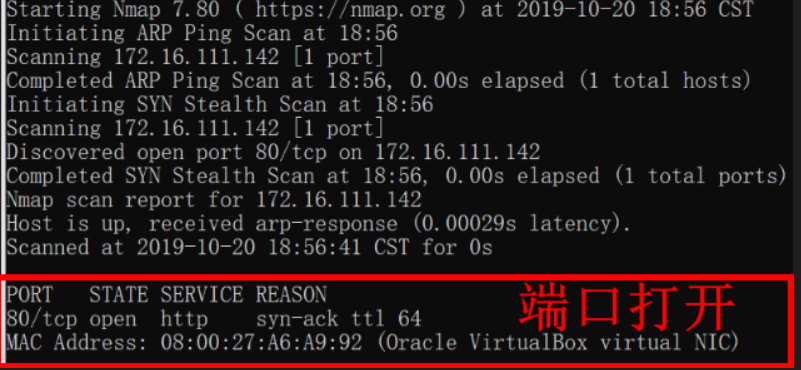 Starting Nmap 7.80 ( https://nmap.org ) at 2019-10-20 18:56 CST
Initiating ARP Ping Scan at 18:56
Scanning 172.16.111.142 [1 port]
Completed ARP Ping Scan at 18:56, 0.00s elapsed (1 total hosts)
Initiating SYN Stealth Scan at 18:56
Scanning 172.16.111.142 [1 port]
Discovered open port 80/tcp on 172.16.111.142
Completed SYN Stealth Scan at 18:56, 0.00s elapsed (1 total ports)
Nmap scan report for 172.16.111.142
Host is up, received arp-response (0.00029s latency).
Scanned at 2019-10-20 18:56:41 CST for 0s
PORT   STATE SERVICE REASON
80/tcp open  http    syn-ack ttl 64
端口打开
MAC Address: 08:00:27:A6:A9:92 (Oracle VirtualBox virtual NIC)